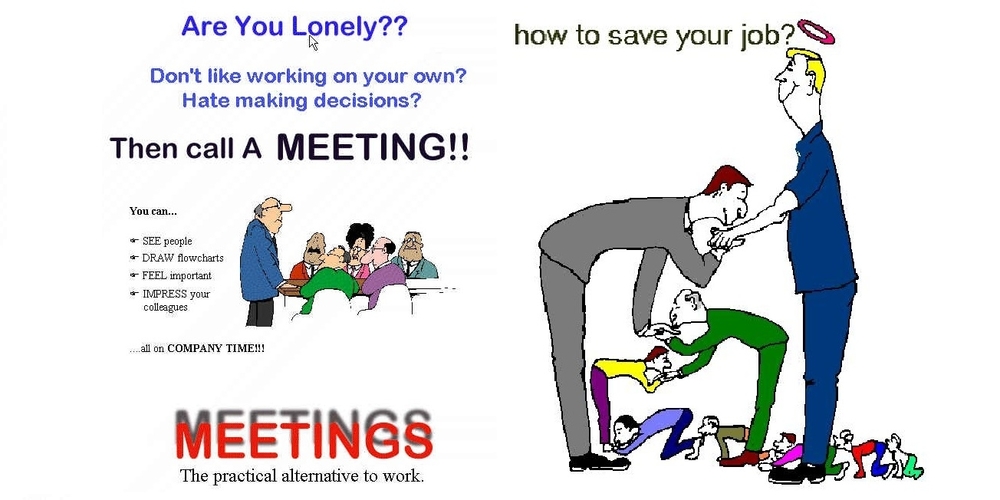 Are You Lonely??
Don't like working on your own?
Hate making decisions?
Then call A MEETING!!
You can...
☛ SEE people
☛ DRAW flowcharts
☛ FEEL important
☛ IMPRESS your
colleagues
....all on COMPANY TIME!!!
MEETINGS
The practical alternative to work.
how to save your job?